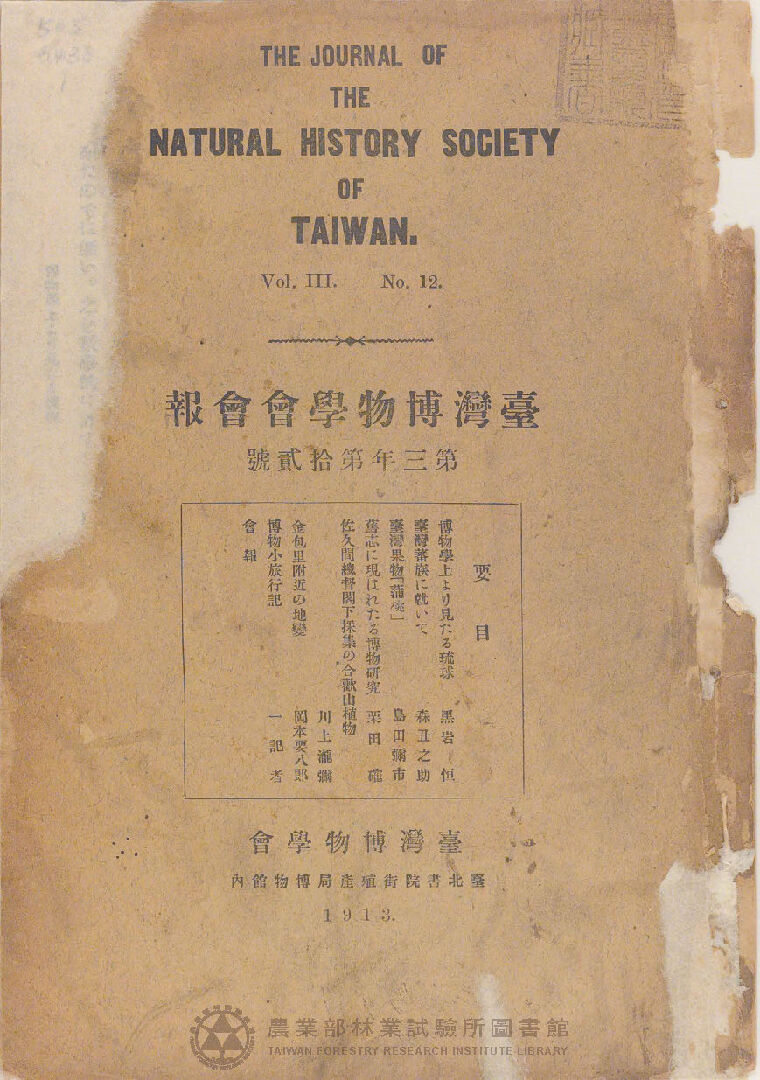 THE JOURNAL OF
THE
NATURAL HISTORY SOCIETY
OF
TAIWAN.
Vol. III. No. 12.
臺灣博物學會會報
第三年第拾貳號
要目
博物學上より見たる琉球 黑岩 恒
臺灣蕃族に就いて 森丑之助
臺灣果物「蒲桃」 島田彌市
舊志に現はれたる博物研究 栗田 確
佐久間總督閣下採集の合歡山植物
川上瀧彌
金包里附近の地變 岡本要八郎
博物小旅行記 一記者
會報
臺灣博物學會
臺北書院街殖產局博物館內
1913.
農業部林業試驗所圖書館
TAIWAN FORESTRY RESEARCH INSTITUTE LIBRARY